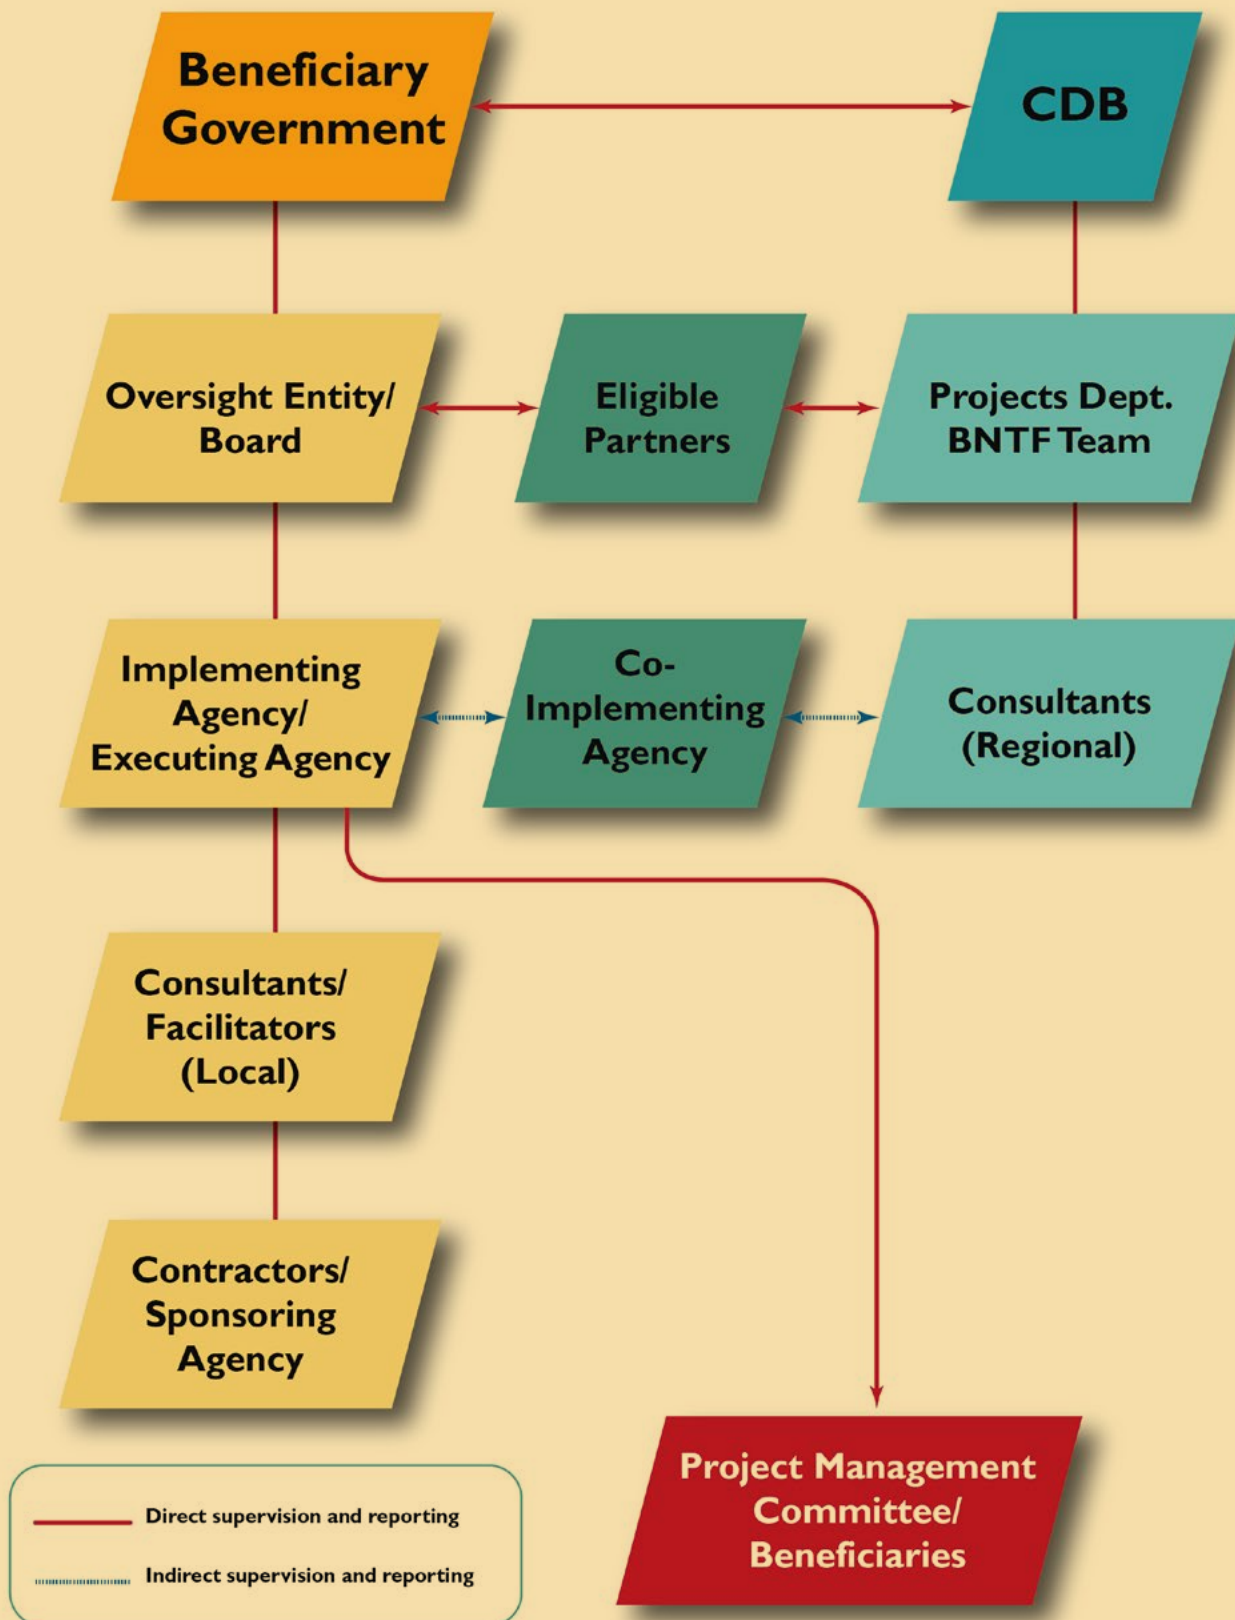 Beneficiary
Government
CDB
Oversight Entity/
Board
Eligible
Partners
Projects Dept.
BNTF Team
Implementing
Agency/
Executing Agency
Co-
Implementing
Agency
Consultants
(Regional)
Consultants/
Facilitators
(Local)
Contractors/
Sponsoring
Agency
Project Management
Committee/
Beneficiaries
Direct supervision and reporting
Indirect supervision and reporting